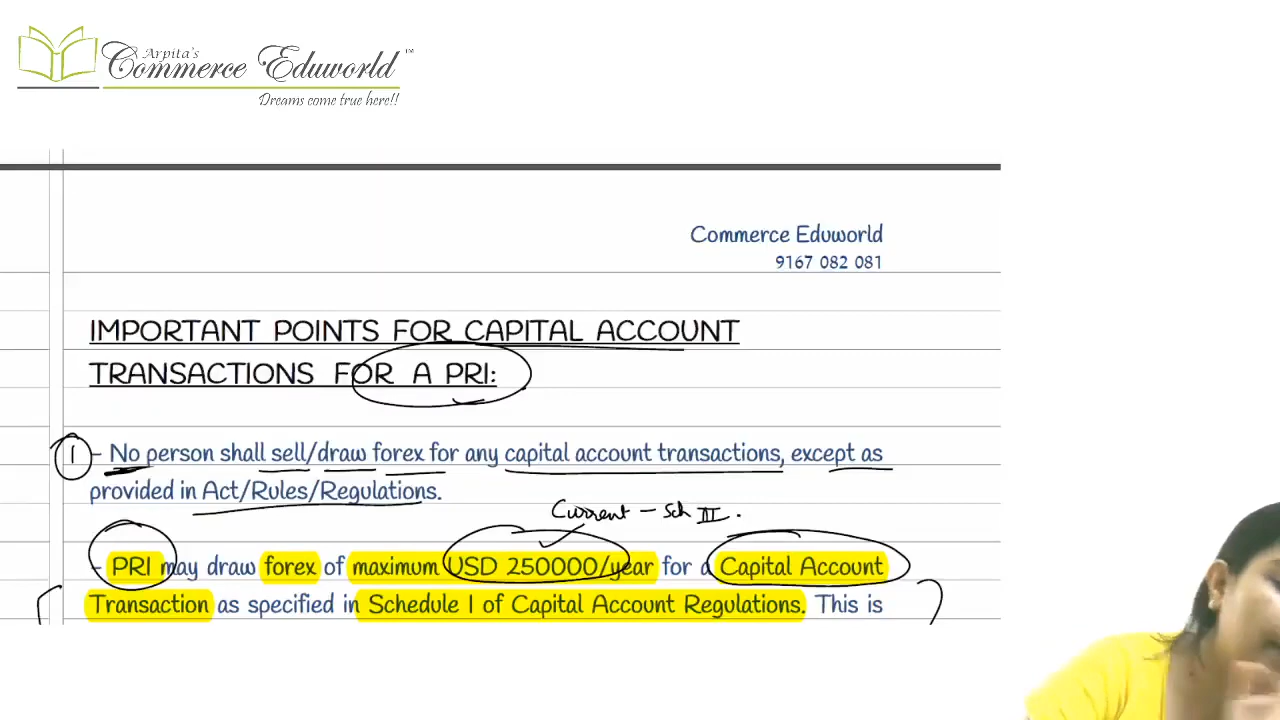 Arpita's
Commerce Eduworld™
Dreams come true here!!
Commerce Eduworld
9167 082 081
IMPORTANT POINTS FOR CAPITAL ACCOUNT
TRANSACTIONS FOR A PRI:
1 - No person shall sell/draw forex for any capital account transactions, except as
provided in Act/Rules/Regulations.
Current - Sch III.
- PRI may draw forex of maximum USD 250000/year for a Capital Account
Transaction as specified in Schedule 1 of Capital Account Regulations. This is